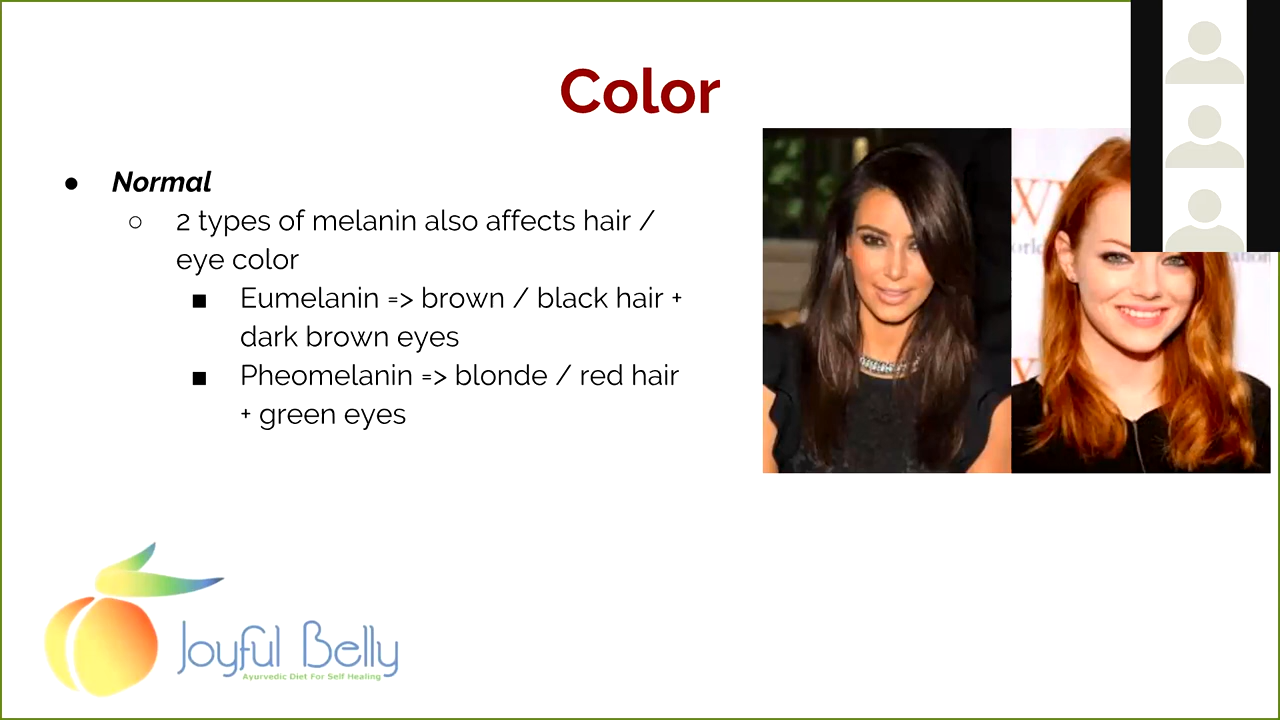 Color
● Normal
○ 2 types of melanin also affects hair /
eye color
■ Eumelanin => brown / black hair +
dark brown eyes
■ Pheomelanin => blonde / red hair
+ green eyes
Joyful Belly
Ayurvedic Diet For Self Healing